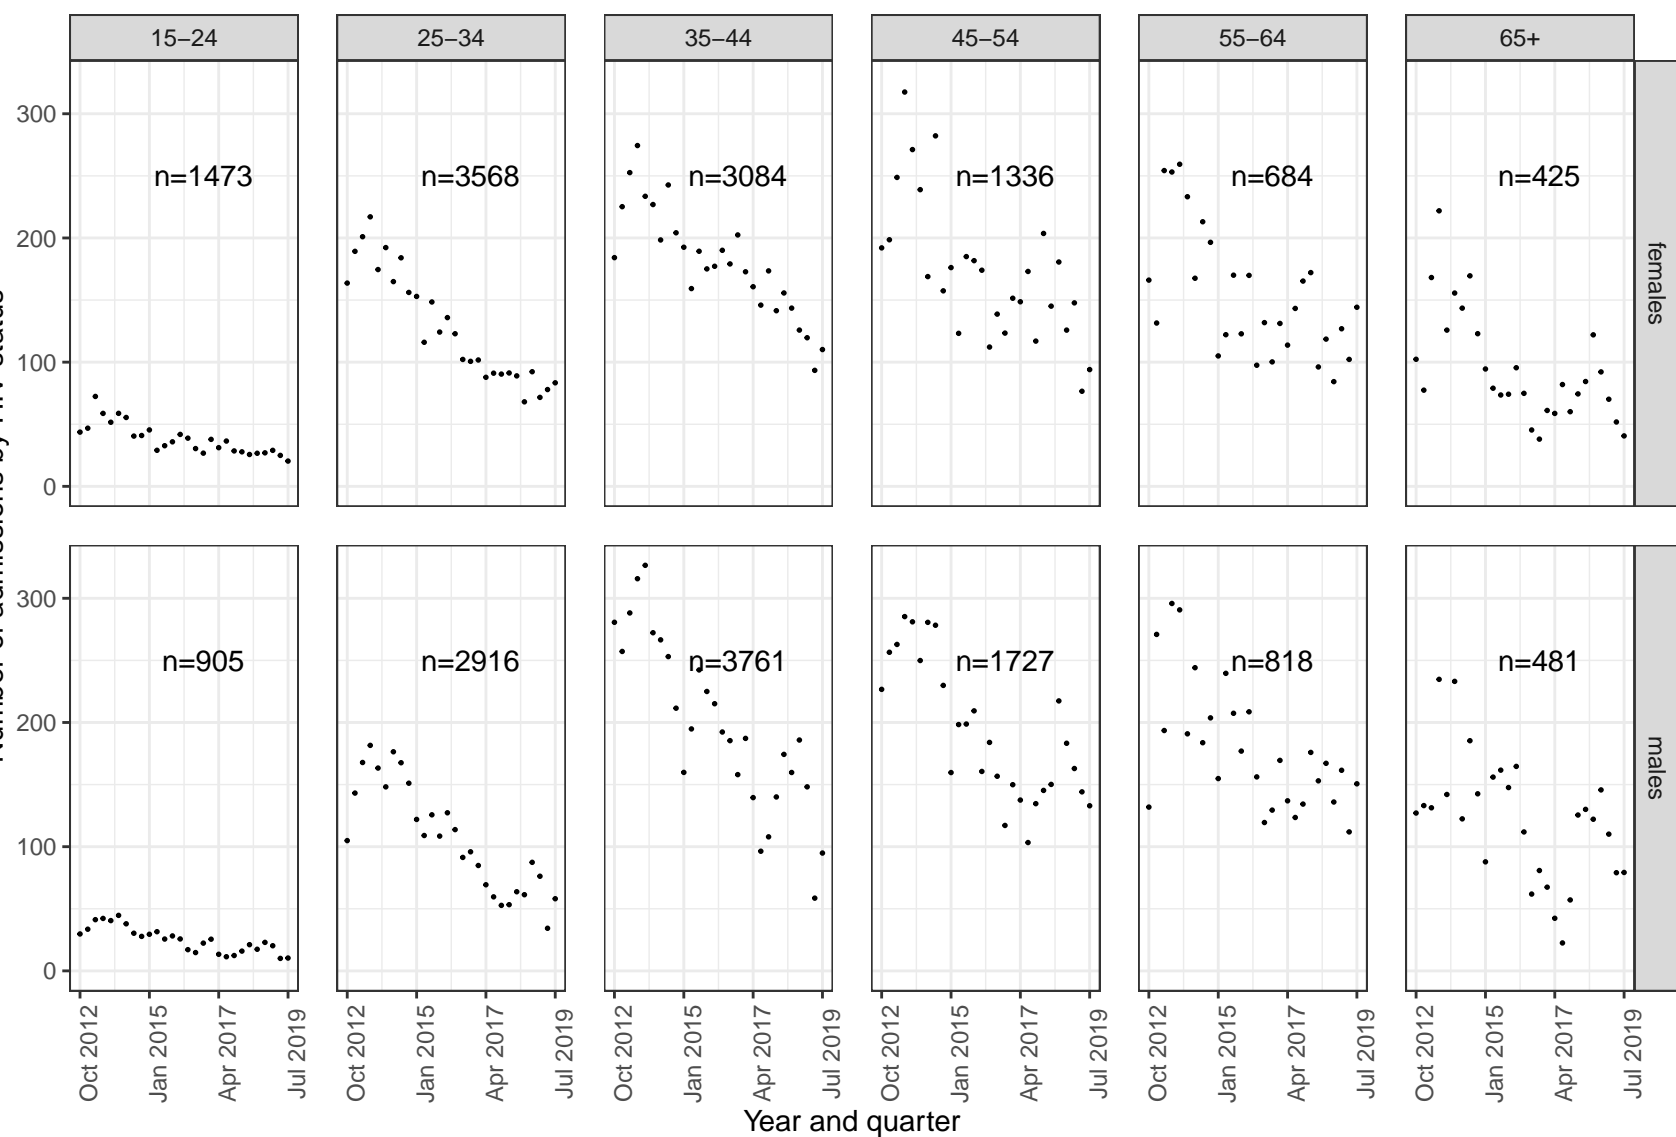 15−24 25−34 35−44 45−54 55−64 65+
300
200
100
0
n=1473 n=3568 n=3084 n=1336 n=684 n=425
females
300
200
100
0
n=905 n=2916 n=3761 n=1727 n=818 n=481
males
Oct 2012 Jan 2015 Apr 2017 Jul 2019 Oct 2012 Jan 2015 Apr 2017 Jul 2019 Oct 2012 Jan 2015 Apr 2017 Jul 2019 Oct 2012 Jan 2015 Apr 2017 Jul 2019 Oct 2012 Jan 2015 Apr 2017 Jul 2019 Oct 2012 Jan 2015 Apr 2017 Jul 2019
Year and quarter